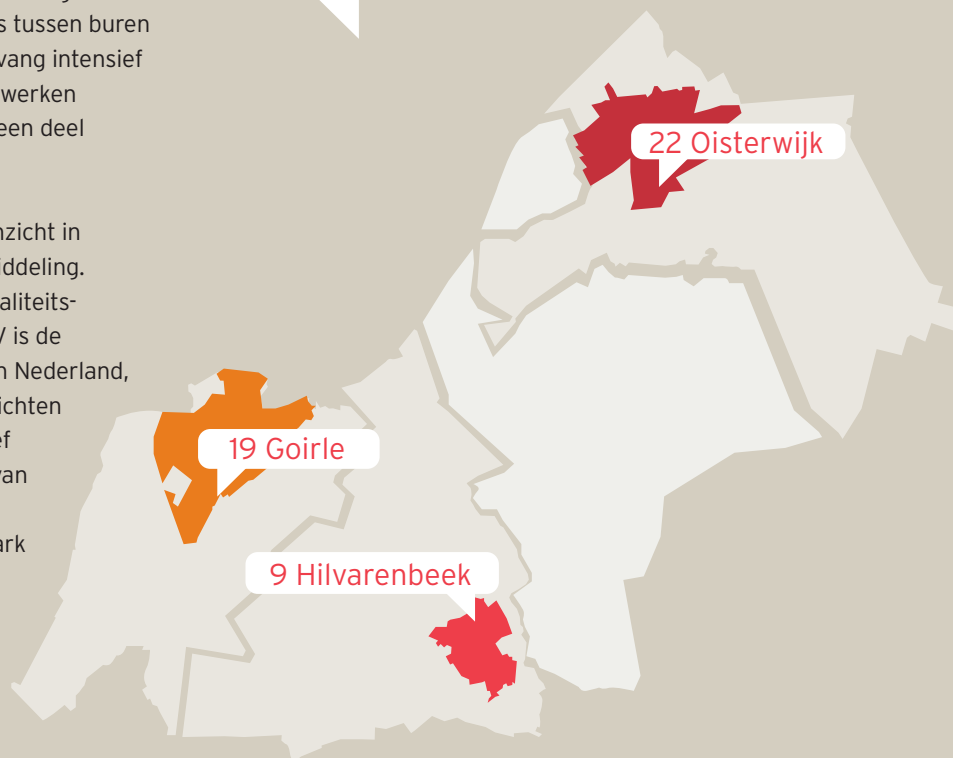 s tussen buren
vang intensief
werken
een deel
nzicht in
iddeling.
aliteits-
is de
n Nederland,
ichten
ef
van
ark
22 Oisterwijk
19 Goirle
9 Hilvarenbeek